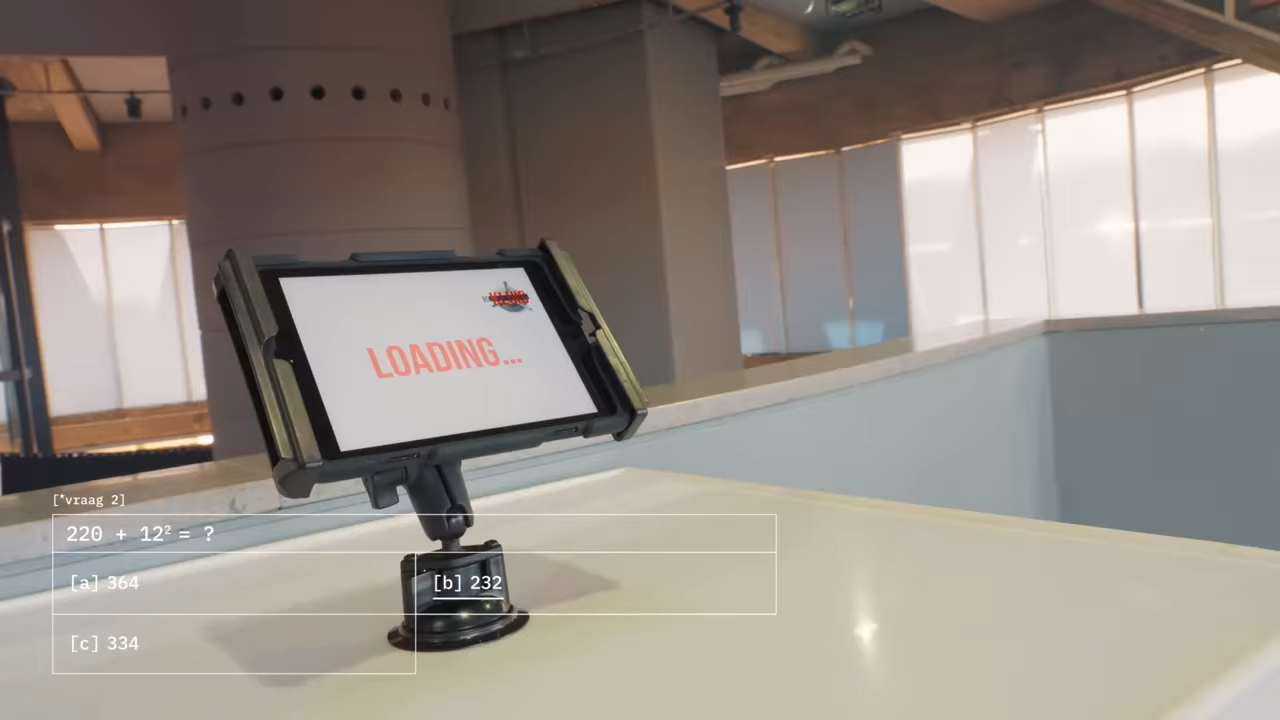 LOADING...
[*vraag 2]
220 + 12² = ?
[a] 364
[b] 232
[c] 334